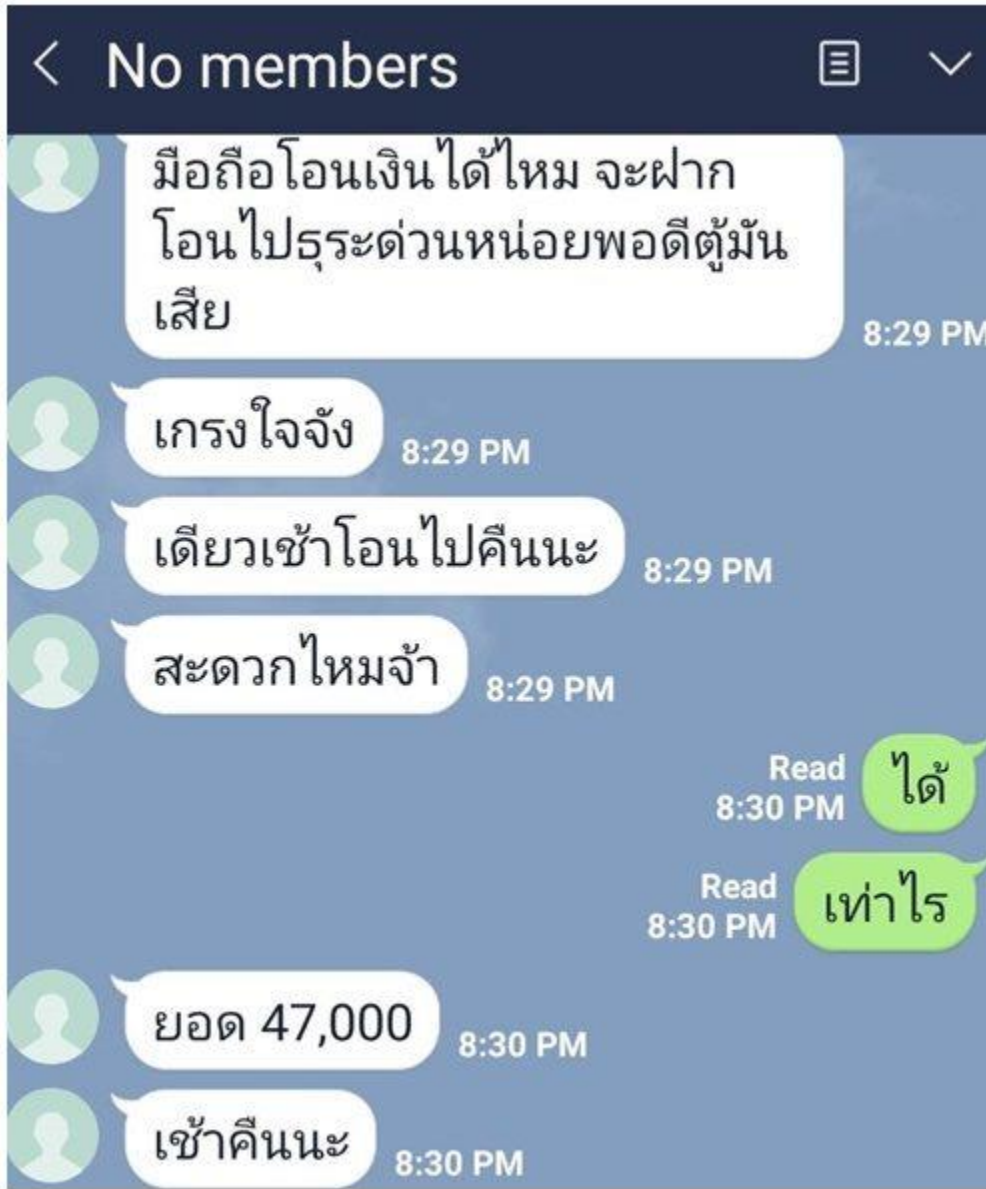 No members
มือถือโอนเงินได้ไหม จะฝาก
โอนไปธุระด่วนหน่อยพอดีตู้มัน
เสีย
8:29 PM
เกรงใจจัง
8:29 PM
เดียวเช้าโอนไปคืนนะ
8:29 PM
สะดวกไหมจ้า
8:29 PM
Read
8:30 PM
ได้
Read
8:30 PM
เท่าไร
ยอด 47,000
8:30 PM
เช้าคืนนะ
8:30 PM